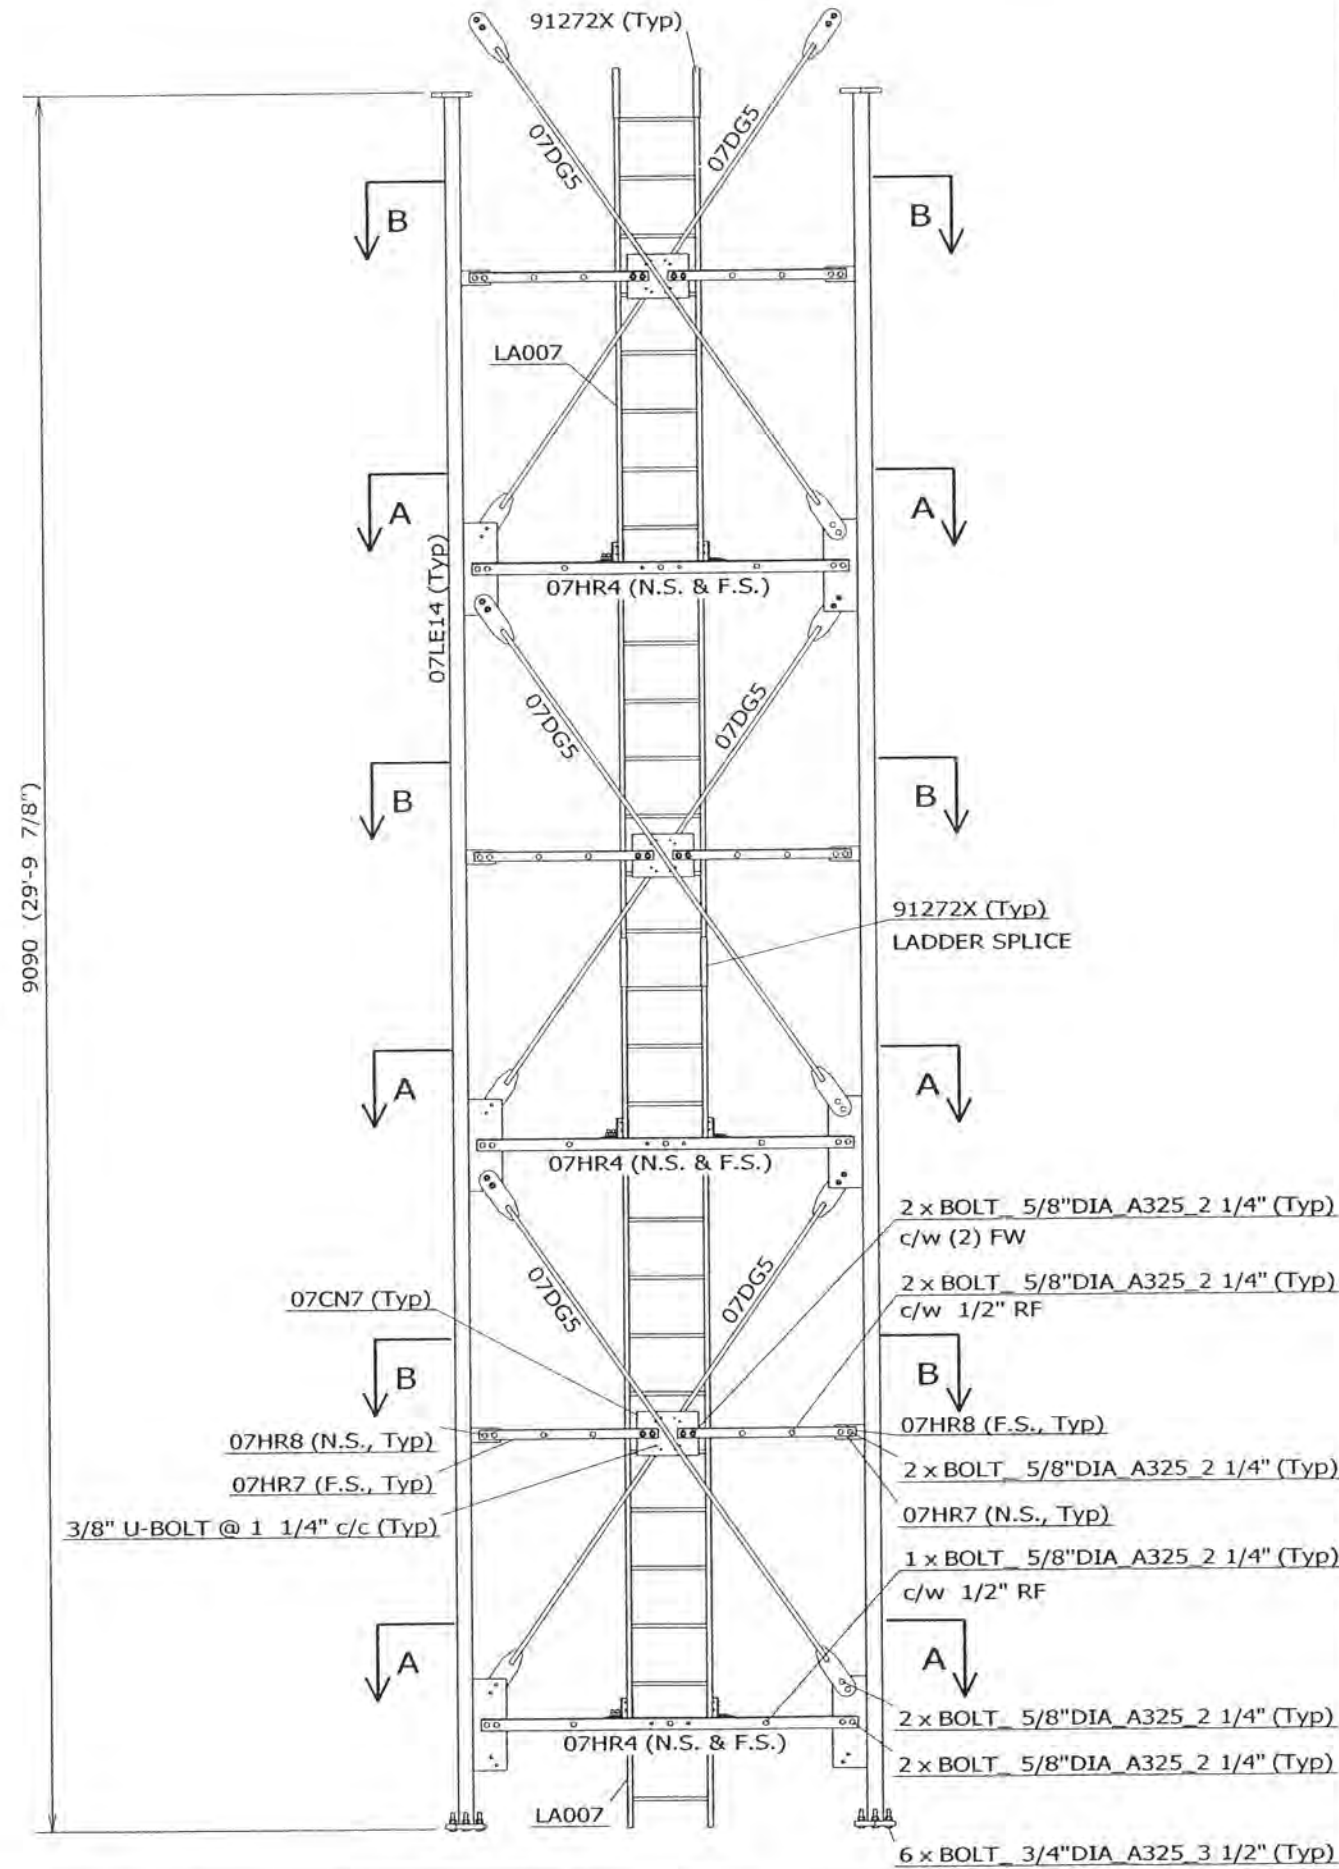 91272X (Typ)
07DG5
07DG5
B
B
LA007
A
A
07LE14 (Typ)
07HR4 (N.S. & F.S.)
07DG5
07DG5
B
B
9090 (29'-9 7/8")
91272X (Typ)
LADDER SPLICE
A
A
07HR4 (N.S. & F.S.)
2 x BOLT_ 5/8"DIA_A325_2 1/4" (Typ)
c/w (2) FW
07DG5
07DG5
2 x BOLT_ 5/8"DIA_A325_2 1/4" (Typ)
c/w 1/2" RF
07CN7 (Typ)
B
B
07HR8 (N.S., Typ)
07HR8 (F.S., Typ)
07HR7 (F.S., Typ)
2 x BOLT_ 5/8"DIA_A325_2 1/4" (Typ)
3/8" U-BOLT @ 1 1/4" c/c (Typ)
07HR7 (N.S., Typ)
1 x BOLT_ 5/8"DIA_A325_2 1/4" (Typ)
c/w 1/2" RF
A
A
2 x BOLT_ 5/8"DIA_A325_2 1/4" (Typ)
07HR4 (N.S. & F.S.)
2 x BOLT_ 5/8"DIA_A325_2 1/4" (Typ)
LA007
6 x BOLT_ 3/4"DIA_A325_3 1/2" (Typ)